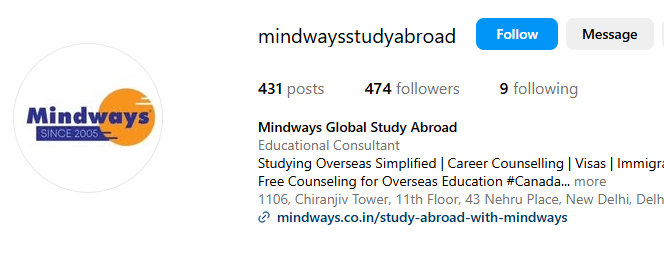 mindwaysstudyabroad Follow Message
431 posts 474 followers 9 following
Mindways
SINCE 2005
Mindways Global Study Abroad
Educational Consultant
Studying Overseas Simplified | Career Counselling | Visas | Immigra
Free Counseling for Overseas Education #Canada... more
1106, Chiranjiv Tower, 11th Floor, 43 Nehru Place, New Delhi, Delh
mindways.co.in/study-abroad-with-mindways